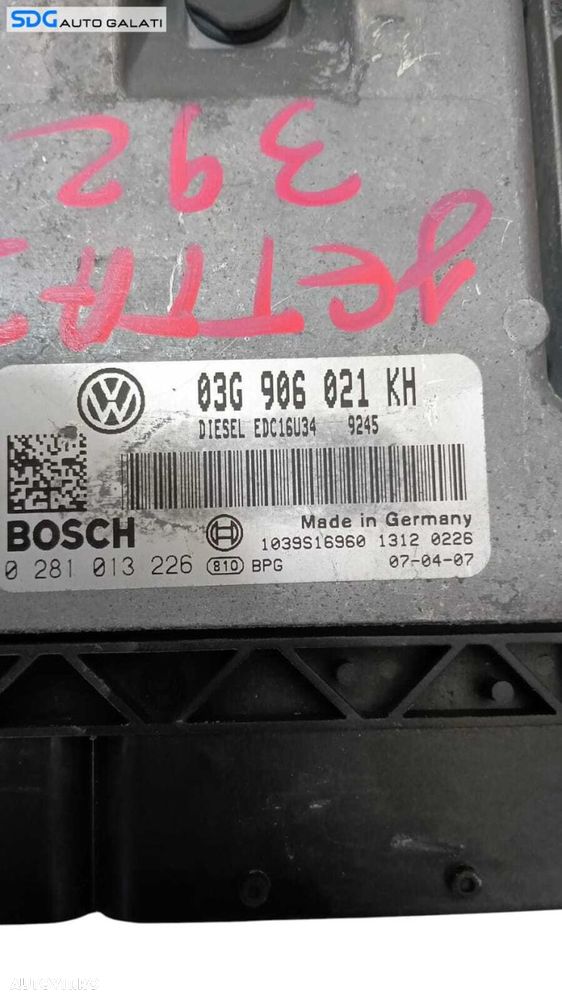 SDG AUTO GALATI
392
JETTA
03G 906 021 KH
DIESEL EDC16U34 9245
BOSCH
Made in Germany
1039S16960 1312 0226
0 281 013 226 810 BPG 07-04-07